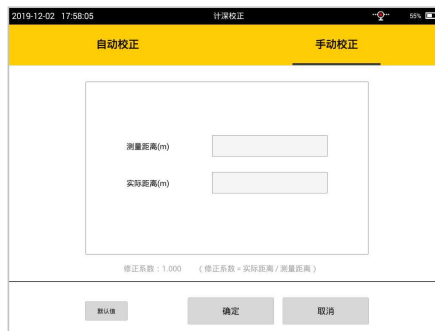 2019-12-02 17:58:05 计深校正 55%
自动校正 手动校正
测量距离(m)
实际距离(m)
修正系数：1.000 （修正系数 = 实际距离 / 测量距离）
默认值 确定 取消